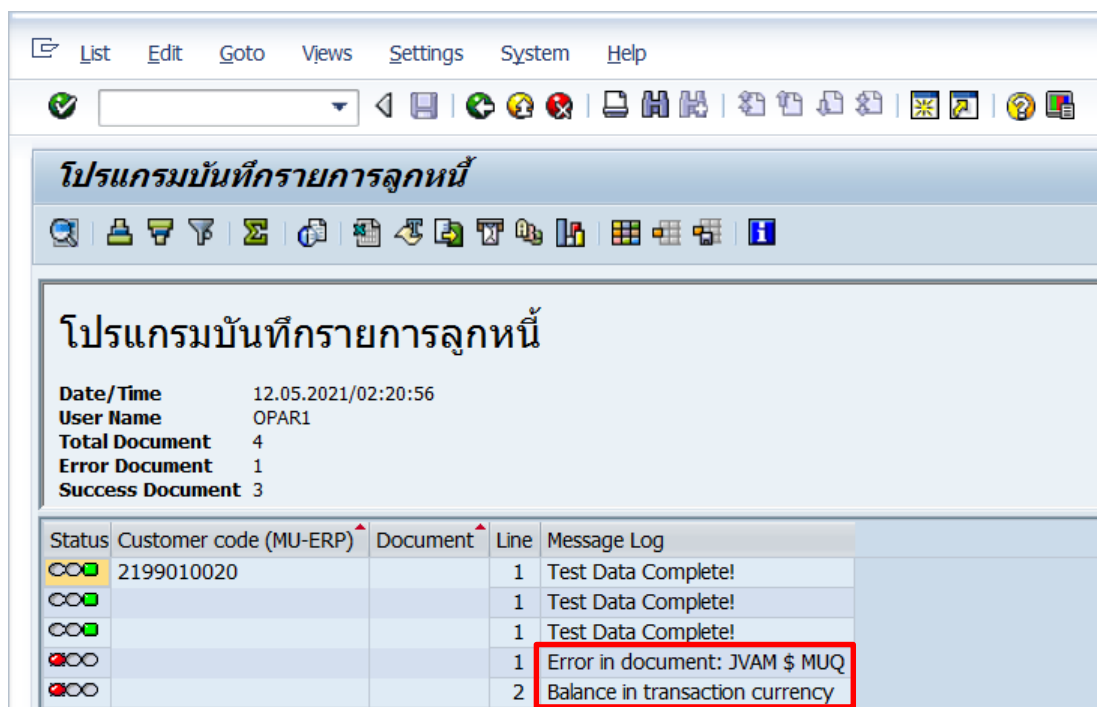 List Edit Goto Views Settings System Help
โปรแกรมบันทึกรายการลูกหนี้
โปรแกรมบันทึกรายการลูกหนี้
Date/Time 12.05.2021/02:20:56
User Name OPAR1
Total Document 4
Error Document 1
Success Document 3
Status Customer code (MU-ERP) Document Line Message Log
2199010020 1 Test Data Complete!
1 Test Data Complete!
1 Test Data Complete!
1 Error in document: JVAM $ MUQ
2 Balance in transaction currency